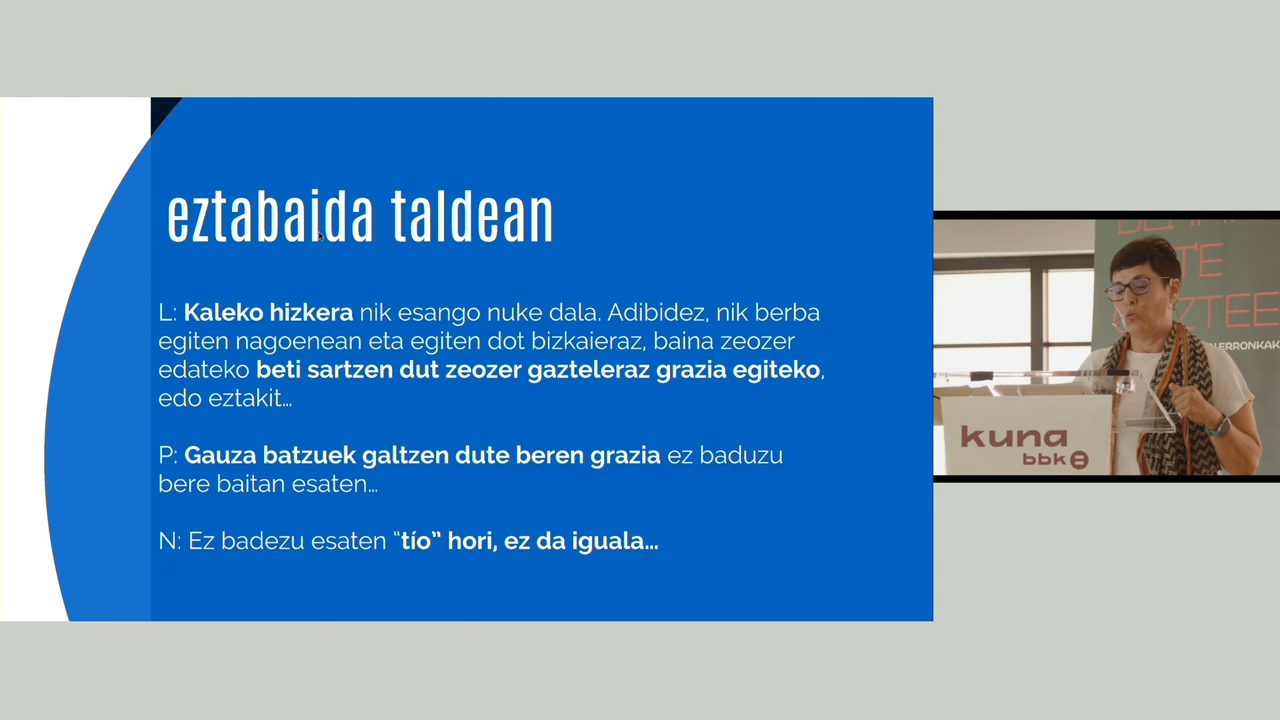 eztabaida taldean
L: Kaleko hizkera nik esango nuke dala. Adibidez, nik berba
egiten nagoenean eta egiten dot bizkaieraz, baina zeozer
edateko beti sartzen dut zeozer gazteleraz grazia egiteko,
edo eztakit...
P: Gauza batzuek galtzen dute beren grazia ez baduzu
bere baitan esaten...
N: Ez badezu esaten “tío” hori, ez da iguala...
kuna
bbk